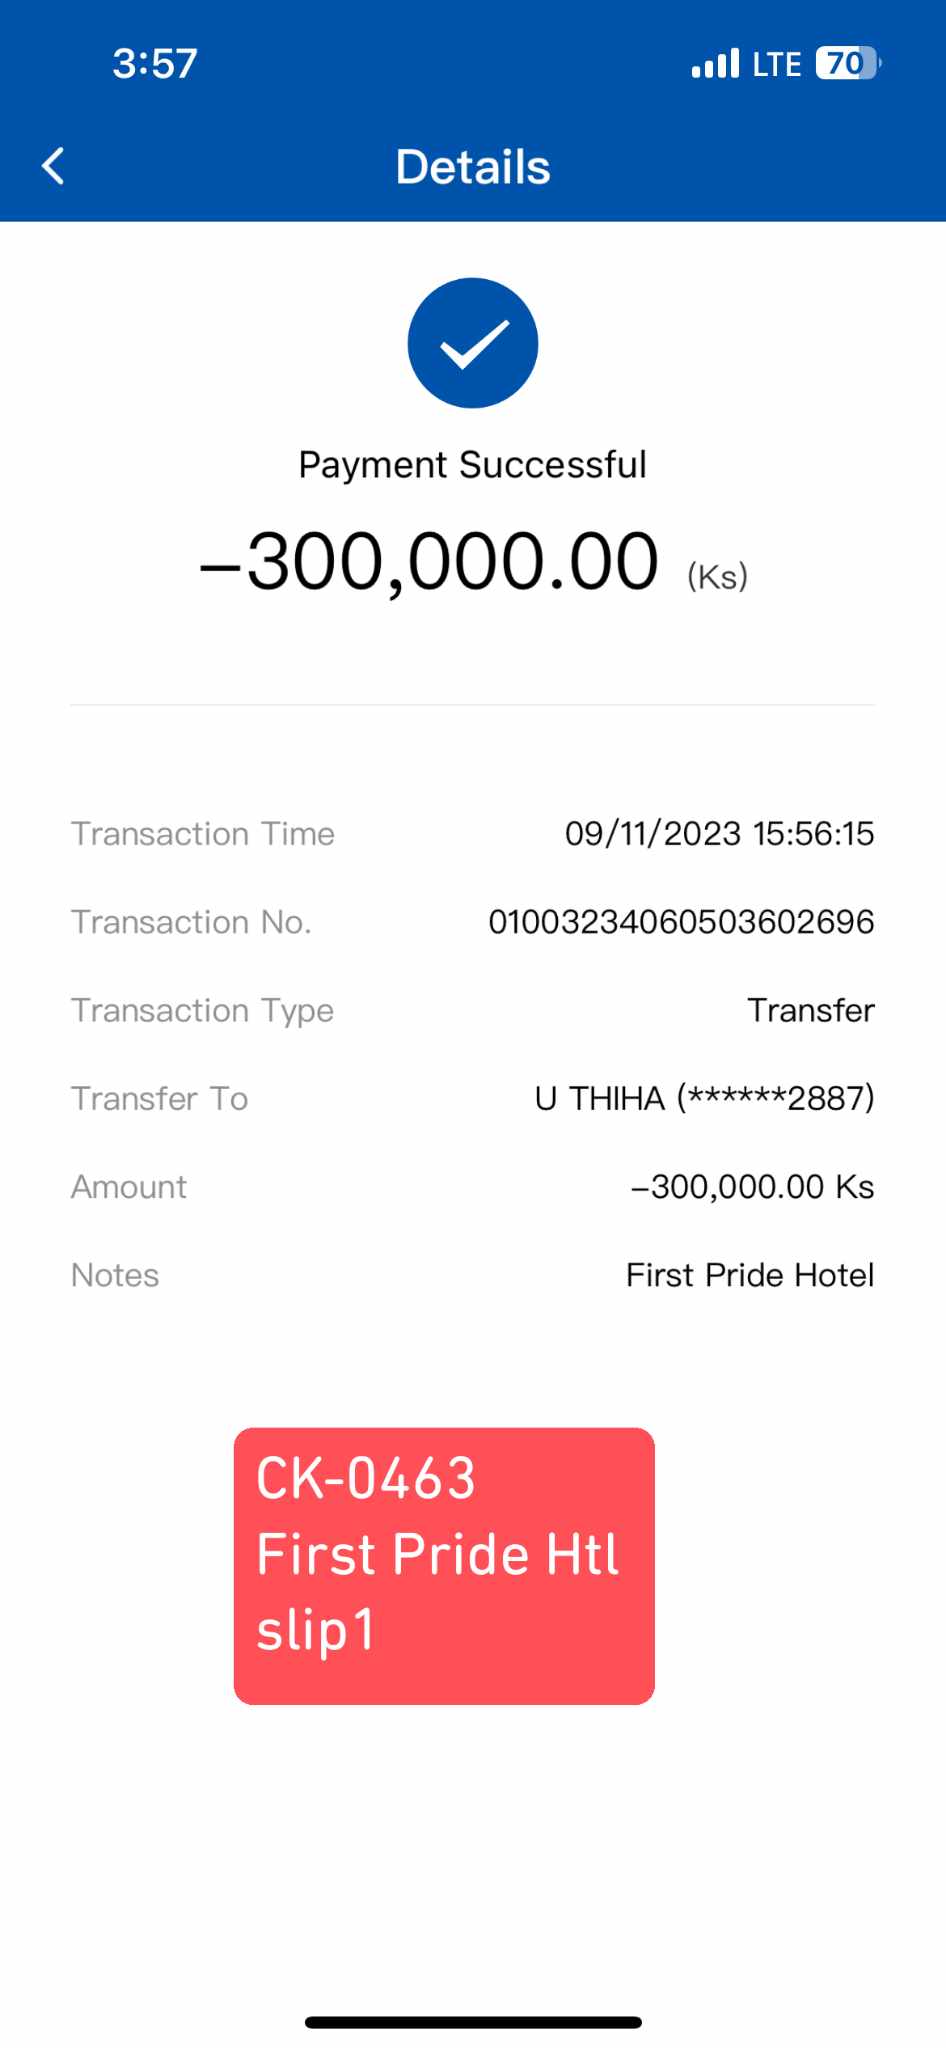 3:57 LTE 70
Details
Payment Successful
-300,000.00 (Ks)
Transaction Time 09/11/2023 15:56:15
Transaction No. 01003234060503602696
Transaction Type Transfer
Transfer To U THIHA (******2887)
Amount -300,000.00 Ks
Notes First Pride Hotel
CK-0463
First Pride Htl
slip1